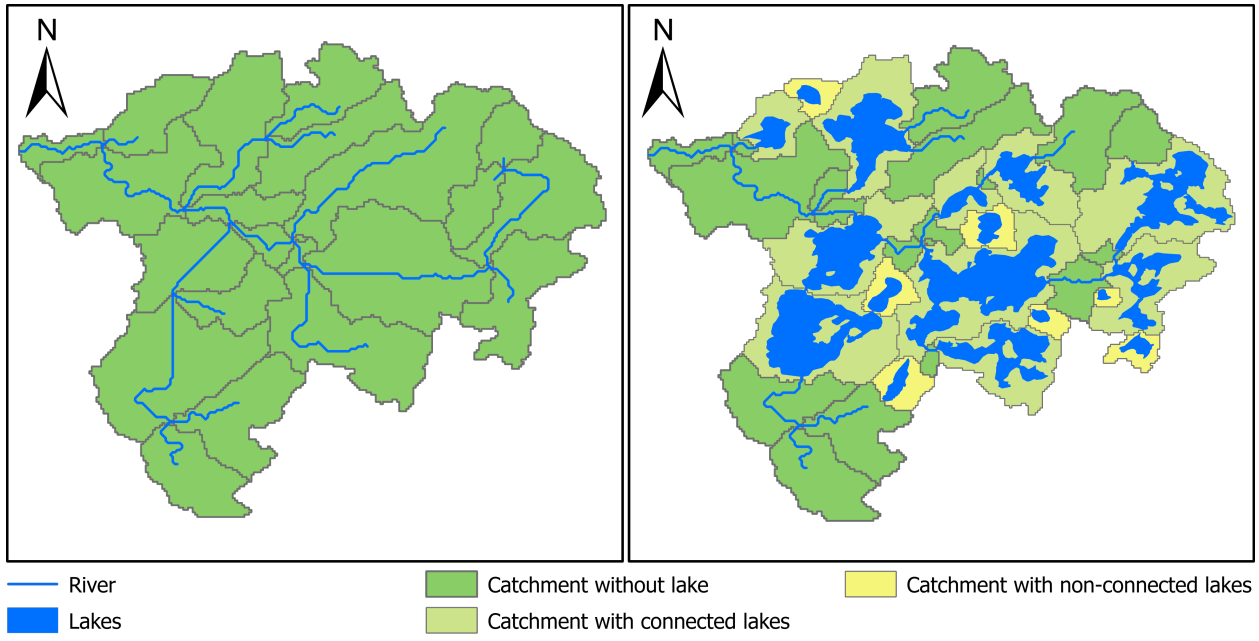 N
N
River
Catchment without lake
Catchment with non-connected lakes
Lakes
Catchment with connected lakes